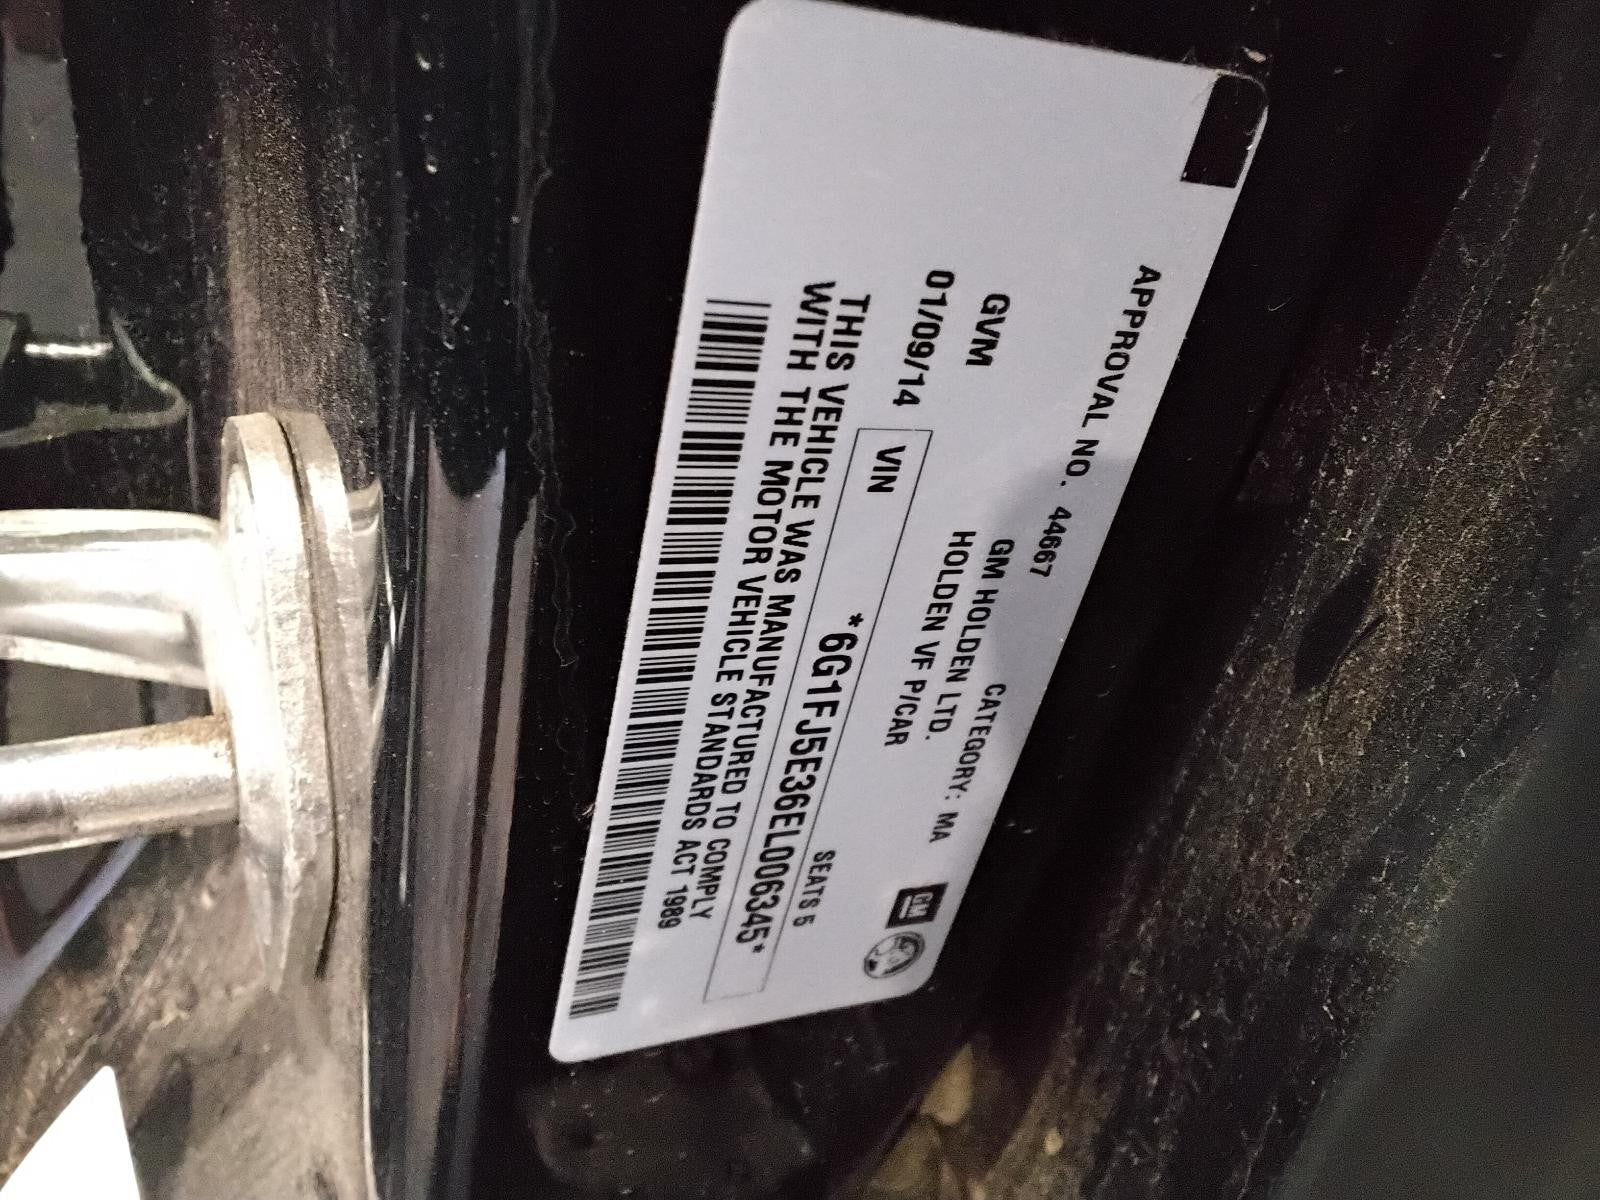 APPROVAL NO. 44667 CATEGORY: MA
GM HOLDEN LTD. GM
GVM HOLDEN VF P/CAR
01/09/14 SEATS 5
VIN *6G1FJ5E36EL006345*
THIS VEHICLE WAS MANUFACTURED TO COMPLY
WITH THE MOTOR VEHICLE STANDARDS ACT 1989